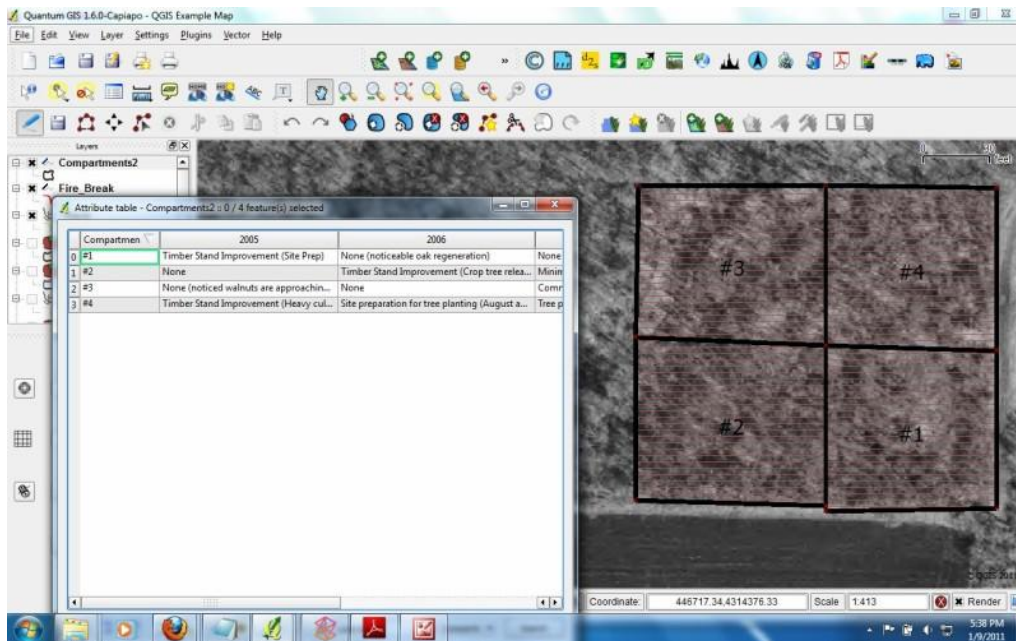 Quantum GIS 1.6.0-Capiapo - QGIS Example Map
File Edit View Layer Settings Plugins Vector Help
Layers
Compartments2
Fire_Break
Attribute table - Compartments2 :: 0 / 4 feature(s) selected
Compartmen 2005 2006
0 #1 Timber Stand Improvement (Site Prep) None (noticeable oak regeneration) None
1 #2 None Timber Stand Improvement (Crop tree relea... Minin
2 #3 None (noticed walnuts are approachin... None Comr
3 #4 Timber Stand Improvement (Heavy cul... Site preparation for tree planting (August a... Tree p
0 30
feet
#3 #4
#2 #1
© QGIS 2011
Coordinate: 446717.34,4314376.33 Scale 1:413 Render
5:38 PM
1/9/2011